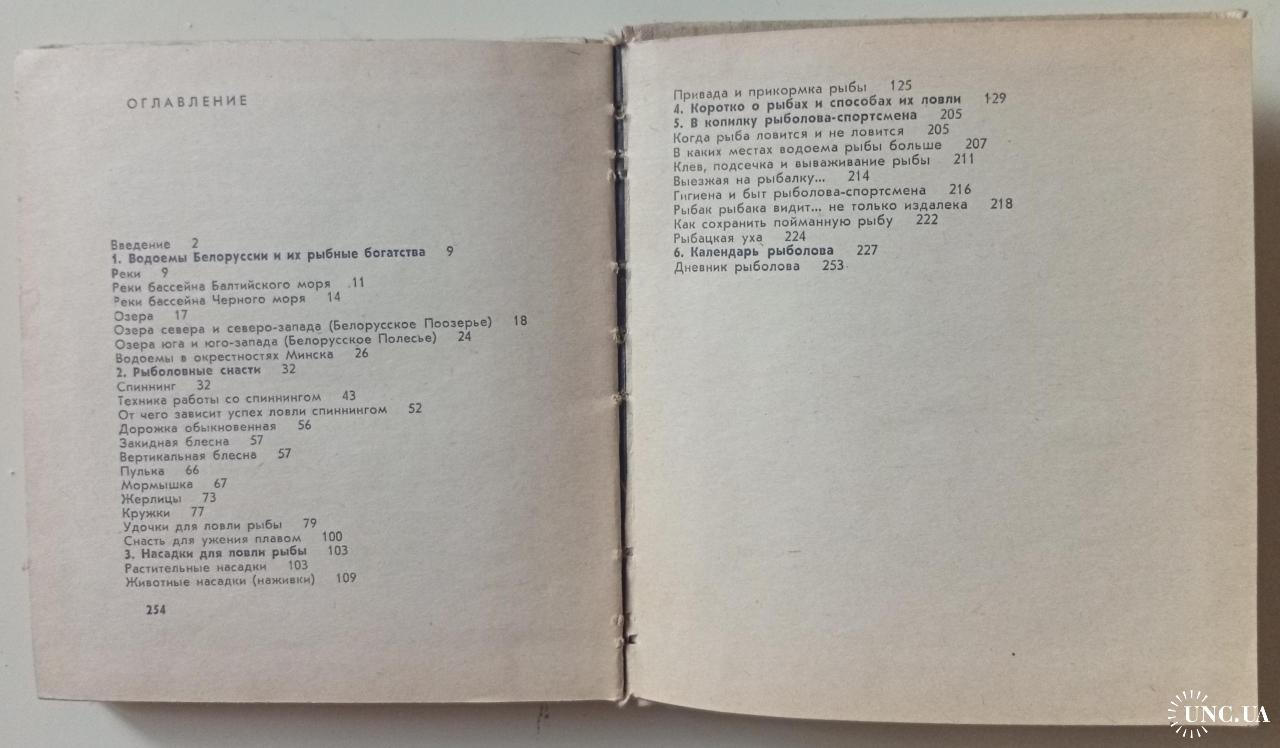 ОГЛАВЛЕНИЕ
Введение 2
1. Водоемы Белоруссии и их рыбные богатства 9
Реки 9
Реки бассейна Балтийского моря 11
Реки бассейна Черного моря 14
Озера 17
Озера севера и северо-запада (Белорусское Поозерье) 18
Озера юга и юго-запада (Белорусское Полесье) 24
Водоемы в окрестностях Минска 26
2. Рыболовные снасти 32
Спиннинг 32
Техника работы со спиннингом 43
От чего зависит успех ловли спиннингом 52
Дорожка обыкновенная 56
Закидная блесна 57
Вертикальная блесна 57
Пулька 66
Мормышка 67
Жерлицы 73
Кружки 77
Удочки для ловли рыбы 79
Снасть для ужения плавом 100
3. Насадки для ловли рыбы 103
Растительные насадки 103
Животные насадки (наживки) 109
254
Привада и прикормка рыбы 125
4. Коротко о рыбах и способах их ловли 129
5. В копилку рыболова-спортсмена 205
Когда рыба ловится и не ловится 205
В каких местах водоема рыбы больше 207
Клев, подсечка и вываживание рыбы 211
Выезжая на рыбалку... 214
Гигиена и быт рыболова-спортсмена 216
Рыбак рыбака видит... не только издалека 218
Как сохранить пойманную рыбу 222
Рыбацкая уха 224
6. Календарь рыболова 227
Дневник рыболова 253
UNC.UA